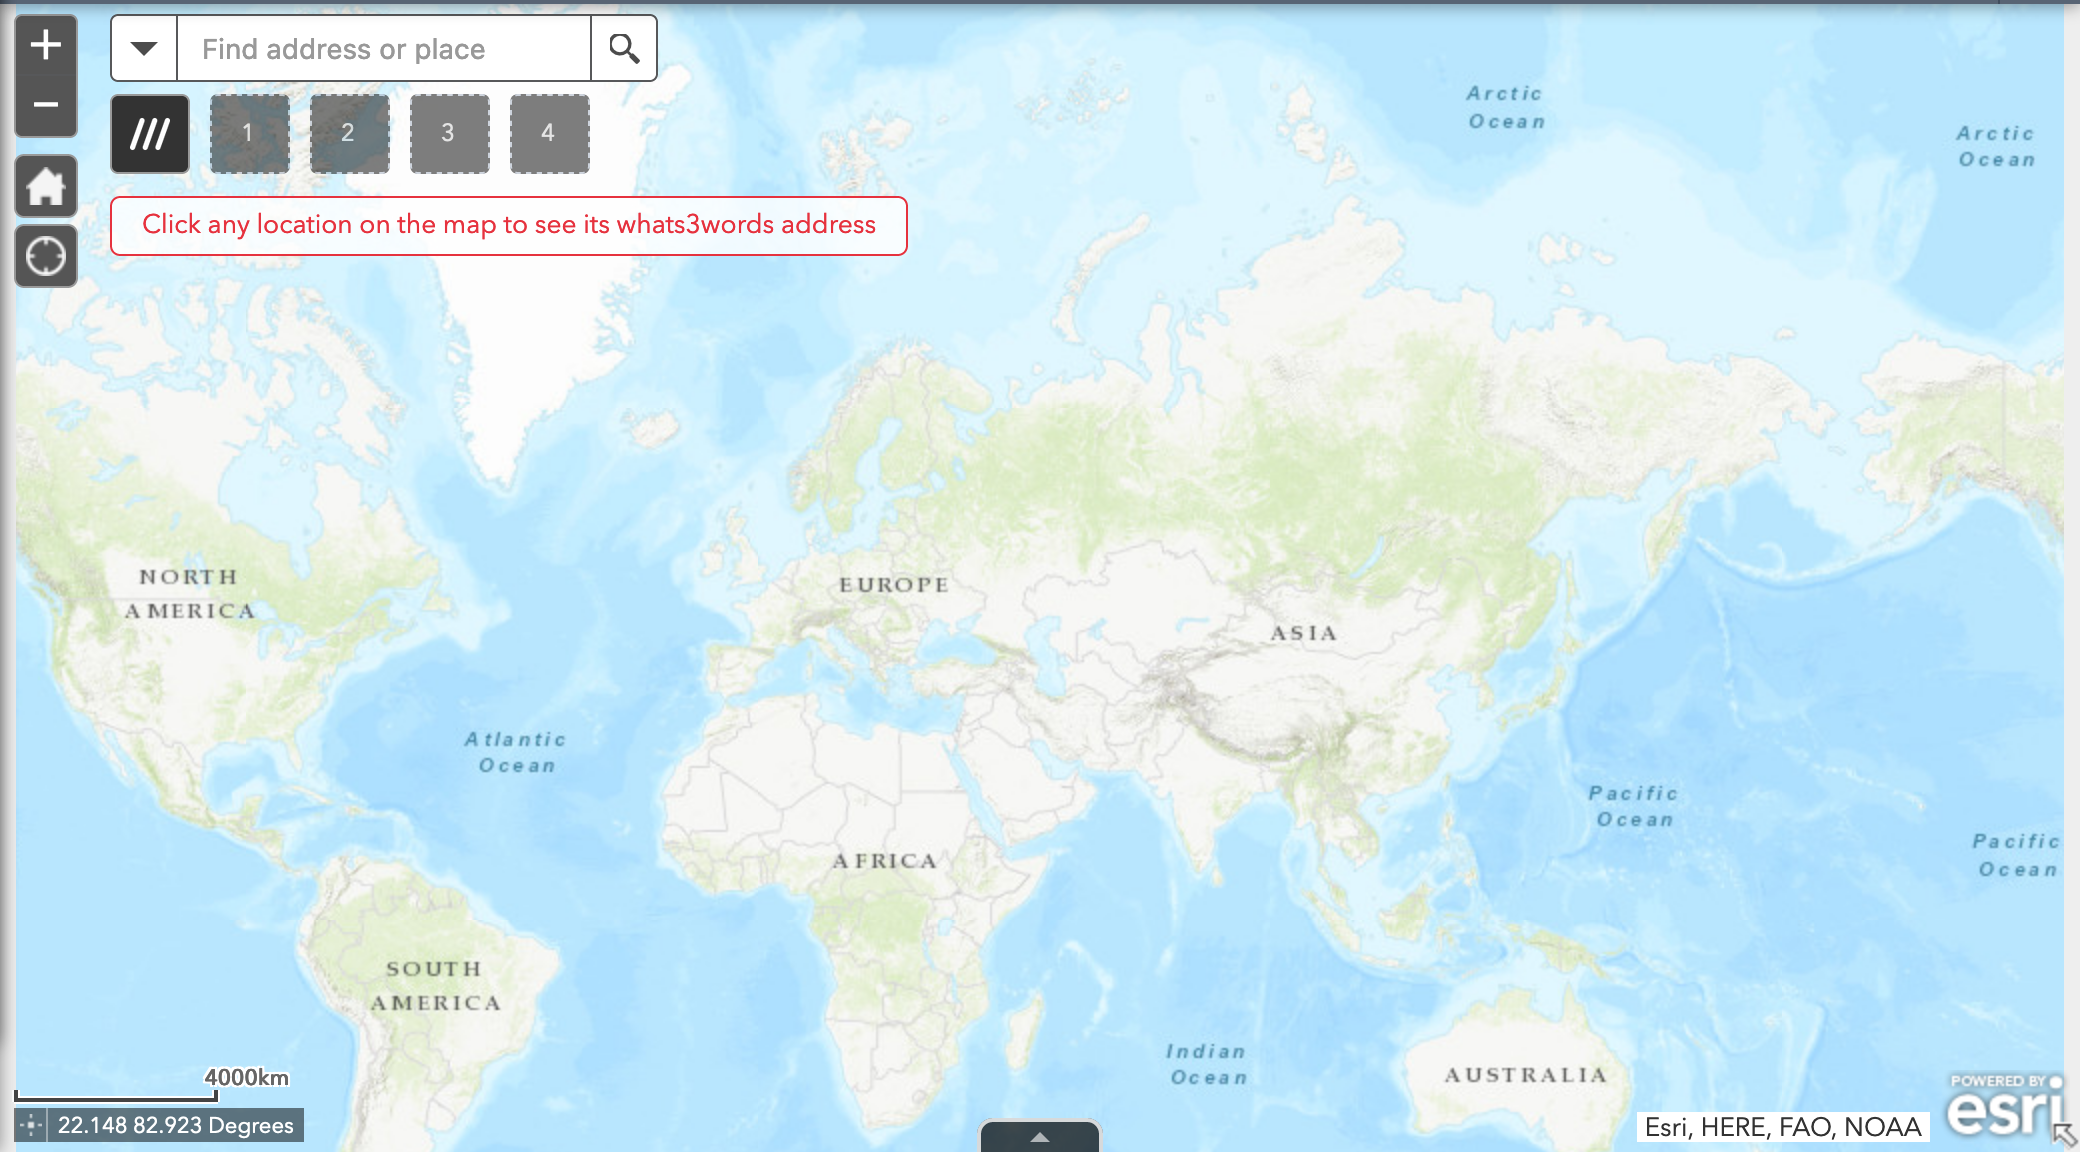 Find address or place
1
2
3
4
Click any location on the map to see its whats3words address
Arctic
Ocean
Arctic
Ocean
NORTH
AMERICA
EUROPE
ASIA
Atlantic
Ocean
Pacific
Ocean
Pacific
Ocean
AFRICA
SOUTH
AMERICA
Indian
Ocean
AUSTRALIA
4000km
22.148 82.923 Degrees
Esri, HERE, FAO, NOAA
POWERED BY
esri